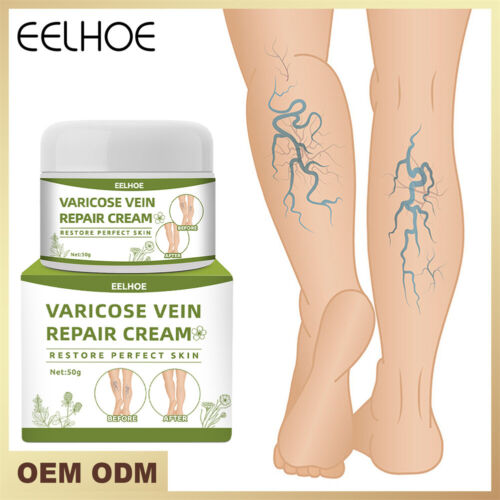 EELHOE
EELHOE
VARICOSE VEIN
REPAIR CREAM
RESTORE PERFECT SKIN
Net:50g
BEFORE
AFTER
EELHOE
VARICOSE VEIN
REPAIR CREAM
RESTORE PERFECT SKIN
Net:50g
BEFORE
AFTER
OEM ODM